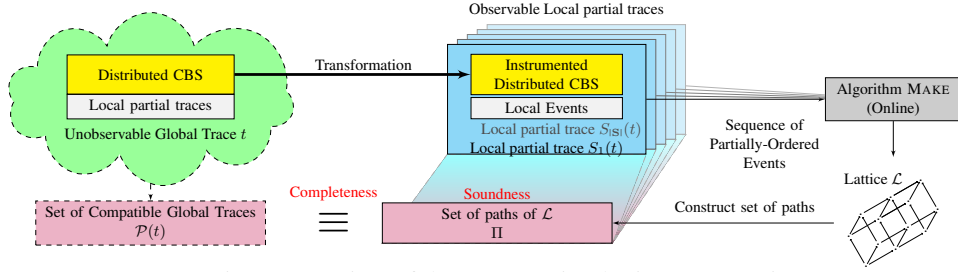 Observable Local partial traces
Distributed CBS
Local partial traces
Unobservable Global Trace t
Transformation
Instrumented
Distributed CBS
Local Events
Local partial trace S|S|(t)
Local partial trace S1(t)
Algorithm MAKE
(Online)
Sequence of
Partially-Ordered
Events
Lattice ℒ
Completeness
Soundness
Set of Compatible Global Traces
𝒫(t)
≡
Set of paths of ℒ
Π
Construct set of paths